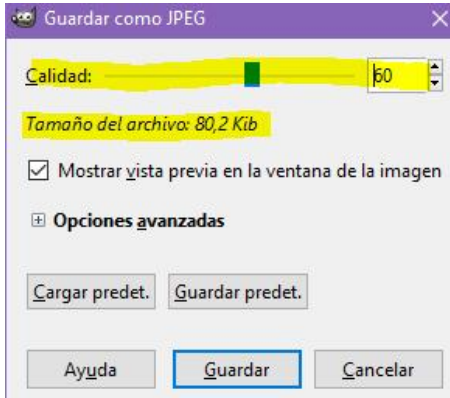 Guardar como JPEG
Calidad: 60
Tamaño del archivo: 80,2 Kib
Mostrar vista previa en la ventana de la imagen
Opciones avanzadas
Cargar predet. Guardar predet.
Ayuda Guardar Cancelar